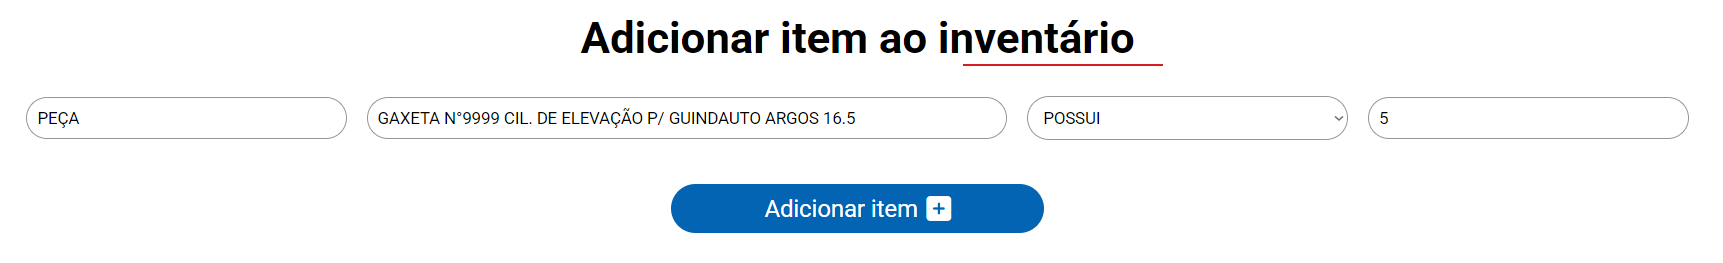 Adicionar item ao inventário
PEÇA
GAXETA N°9999 CIL. DE ELEVAÇÃO P/ GUINDAUTO ARGOS 16.5
POSSUI
5
Adicionar item